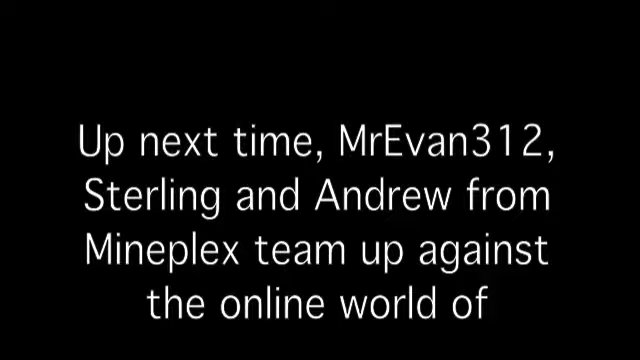 Up next time, MrEvan312,
Sterling and Andrew from
Mineplex team up against
the online world of